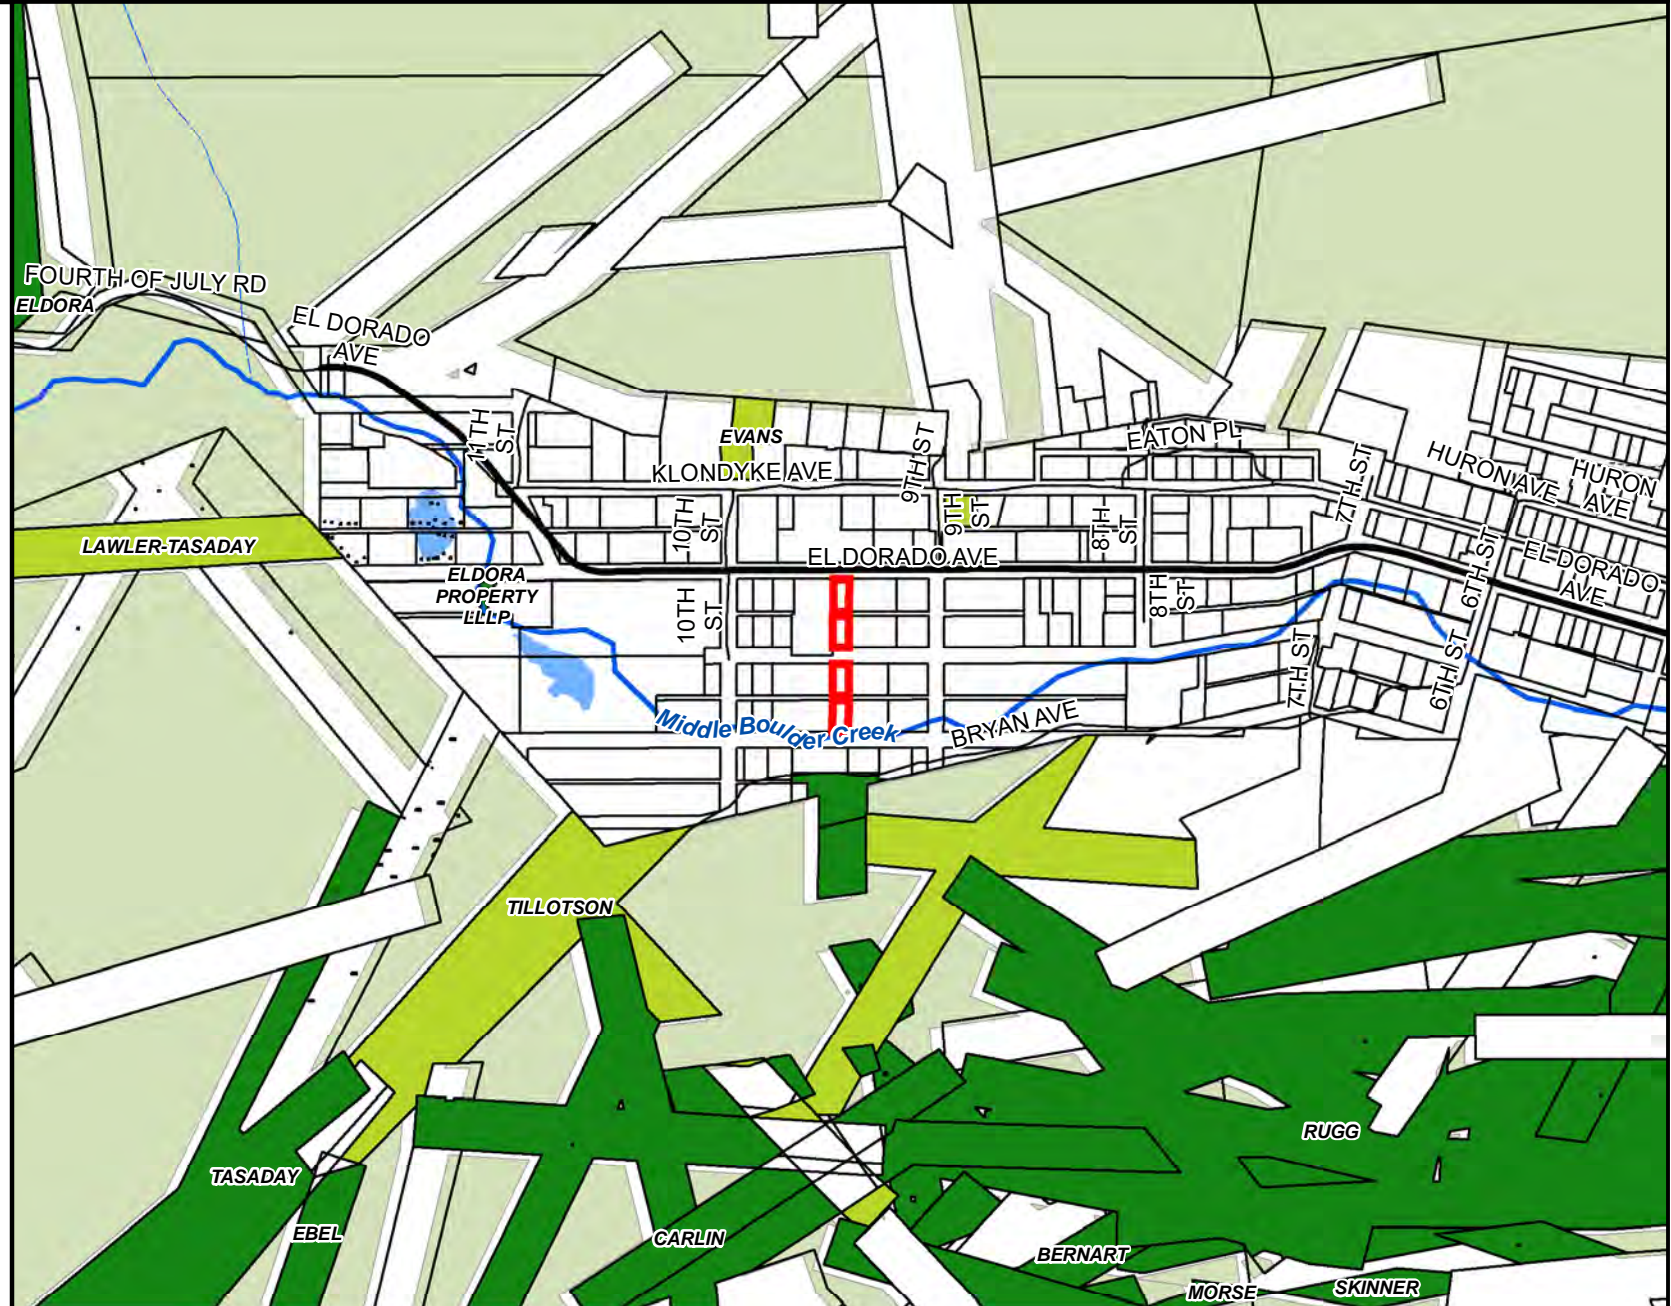 FOURTH OF JULY RD
ELDORA
EL DORADO
AVE
11TH
ST
EVANS
KLONDYKE AVE
9TH ST
EATON PL
7TH ST
HURON AVE
HURON
AVE
10TH
ST
9TH
ST
8TH
ST
EL DORADO AVE
6TH ST
EL DORADO
AVE
LAWLER-TASADAY
ELDORA
PROPERTY
LLLP
10TH
ST
8TH
ST
7TH ST
6TH ST
Middle Boulder Creek
BRYAN AVE
TILLOTSON
RUGG
TASADAY
EBEL
CARLIN
BERNART
MORSE
SKINNER